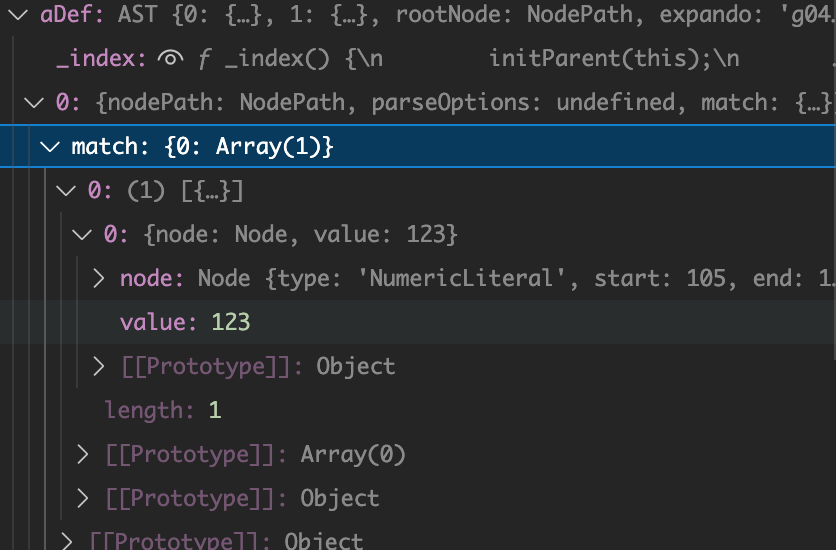 aDef: AST {0: {…}, 1: {…}, rootNode: NodePath, expando: 'g04…
_index: ƒ _index() {\n        initParent(this);\n
0: {nodePath: NodePath, parseOptions: undefined, match: {…}
match: {0: Array(1)}
0: (1) [{…}]
0: {node: Node, value: 123}
node: Node {type: 'NumericLiteral', start: 105, end: 1…
value: 123
[[Prototype]]: Object
length: 1
[[Prototype]]: Array(0)
[[Prototype]]: Object
[[Prototype]]: Object